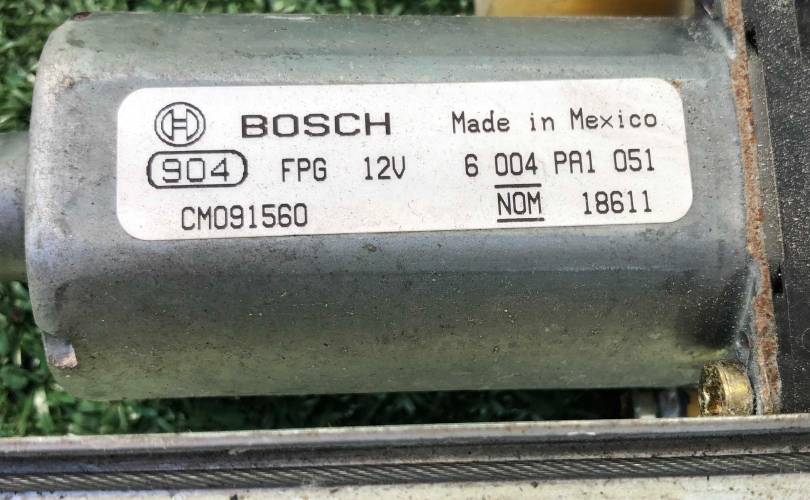 BOSCH Made in Mexico
904 FPG 12V 6 004 PA1 051
CM091560 NOM 18611